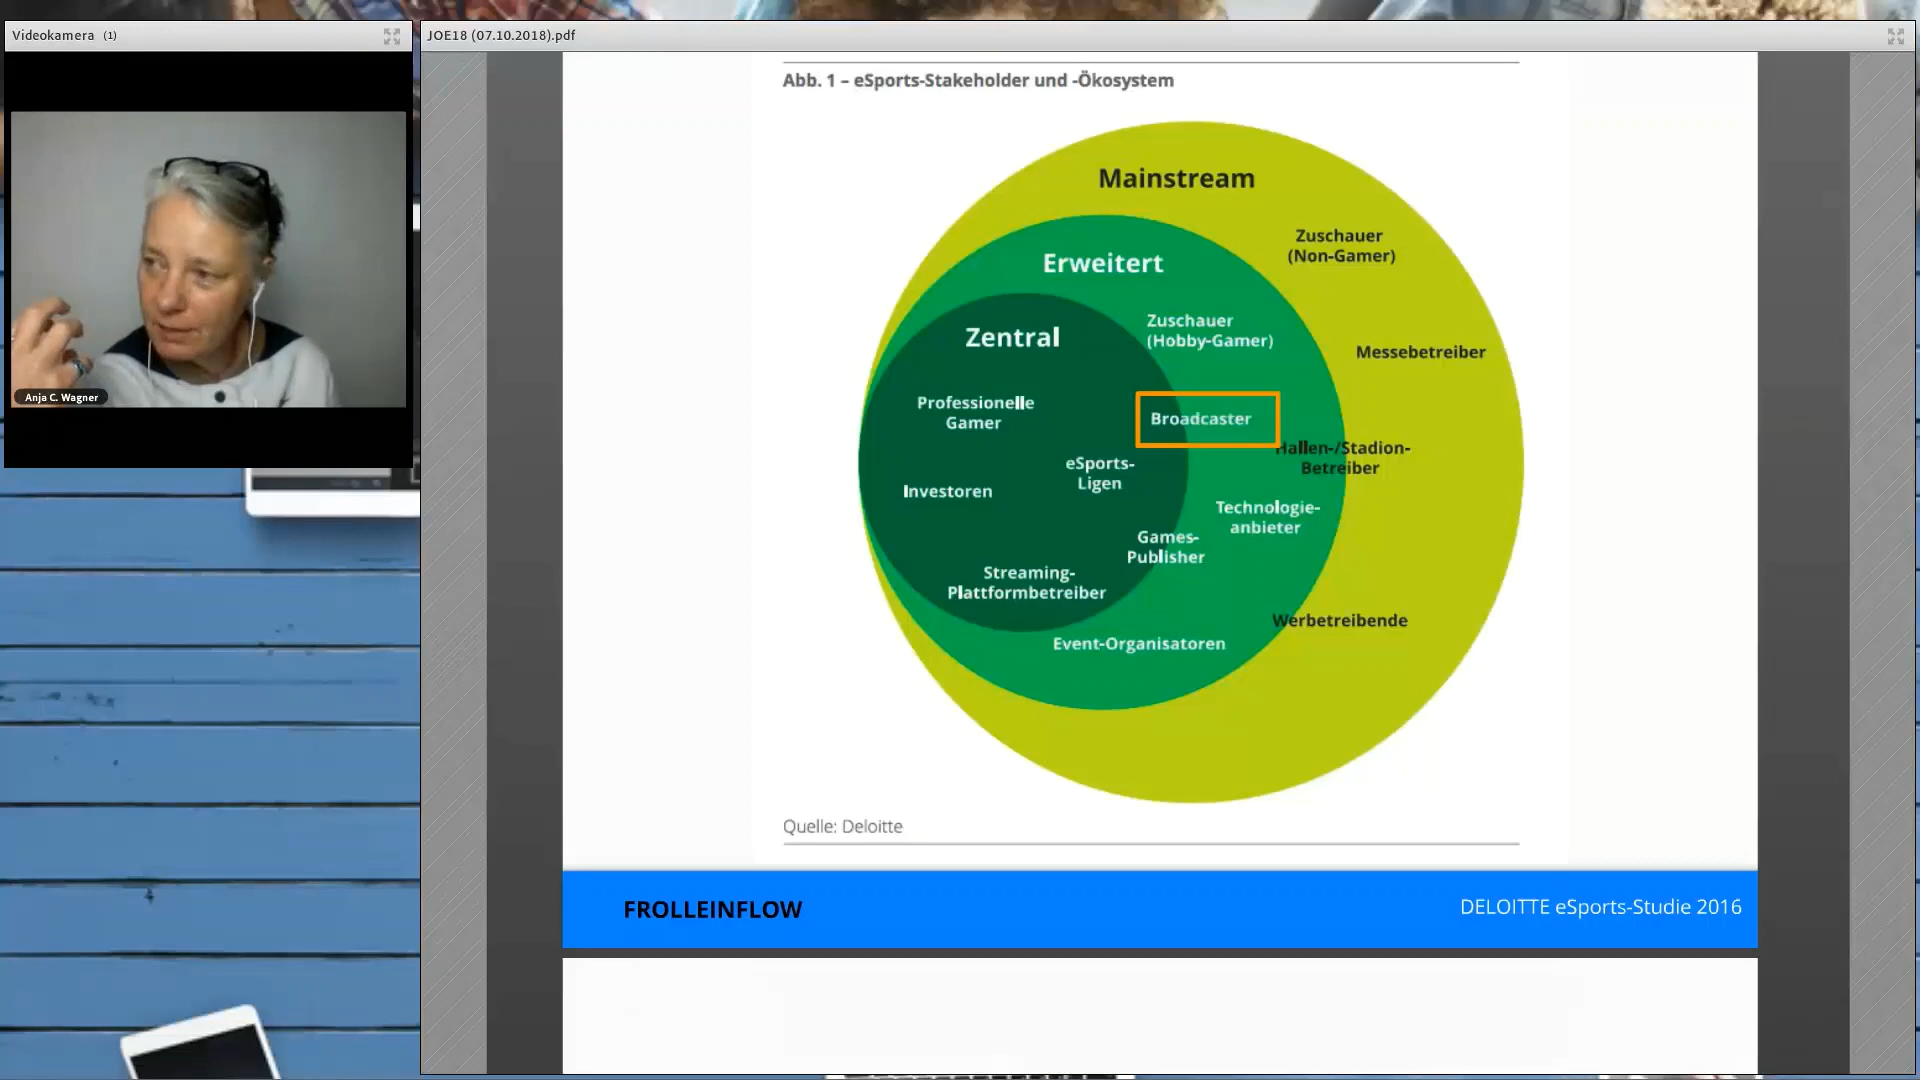 Videokamera (1)
Anja C. Wagner
JOE18 (07.10.2018).pdf
Abb. 1 – eSports-Stakeholder und -Ökosystem
Mainstream
Zuschauer
(Non-Gamer)
Erweitert
Zuschauer
(Hobby-Gamer)
Zentral
Messebetreiber
Professionelle
Gamer
Broadcaster
Hallen-/Stadion-
Betreiber
eSports-
Ligen
Investoren
Technologie-
anbieter
Games-
Publisher
Streaming-
Plattformbetreiber
Werbetreibende
Event-Organisatoren
Quelle: Deloitte
FROLLEINFLOW
DELOITTE eSports-Studie 2016